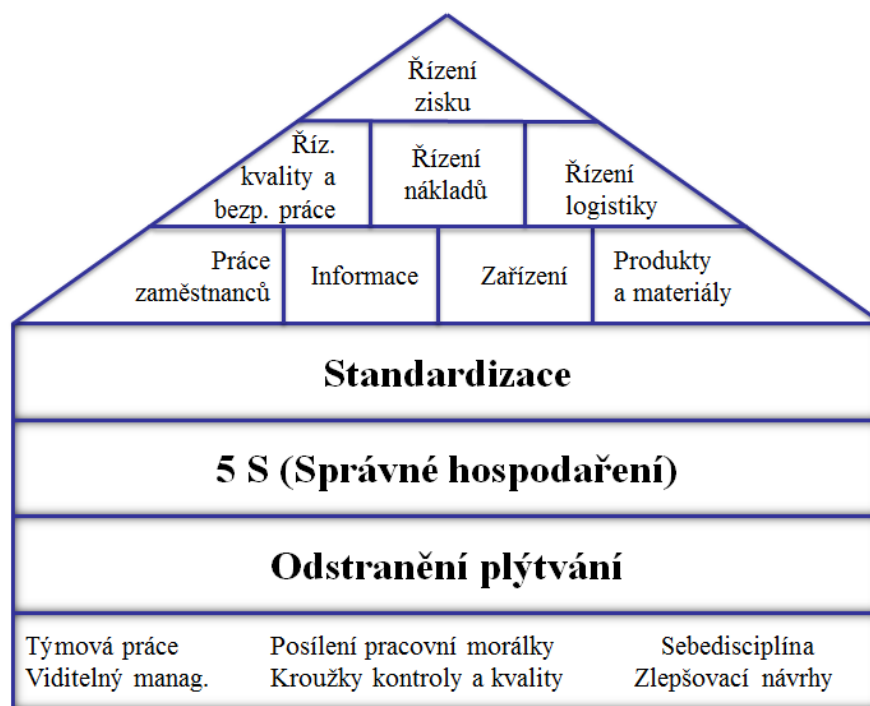 Řízení
zisku
Říz.
kvality a
bezp. práce
Řízení
nákladů
Řízení
logistiky
Práce
zaměstnanců
Informace
Zařízení
Produkty
a materiály
Standardizace
5 S (Správné hospodaření)
Odstranění plýtvání
Týmová práce
Viditelný manag.
Posílení pracovní morálky
Kroužky kontroly a kvality
Sebedisciplína
Zlepšovací návrhy